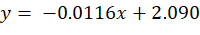 y = −0.0116x + 2.090